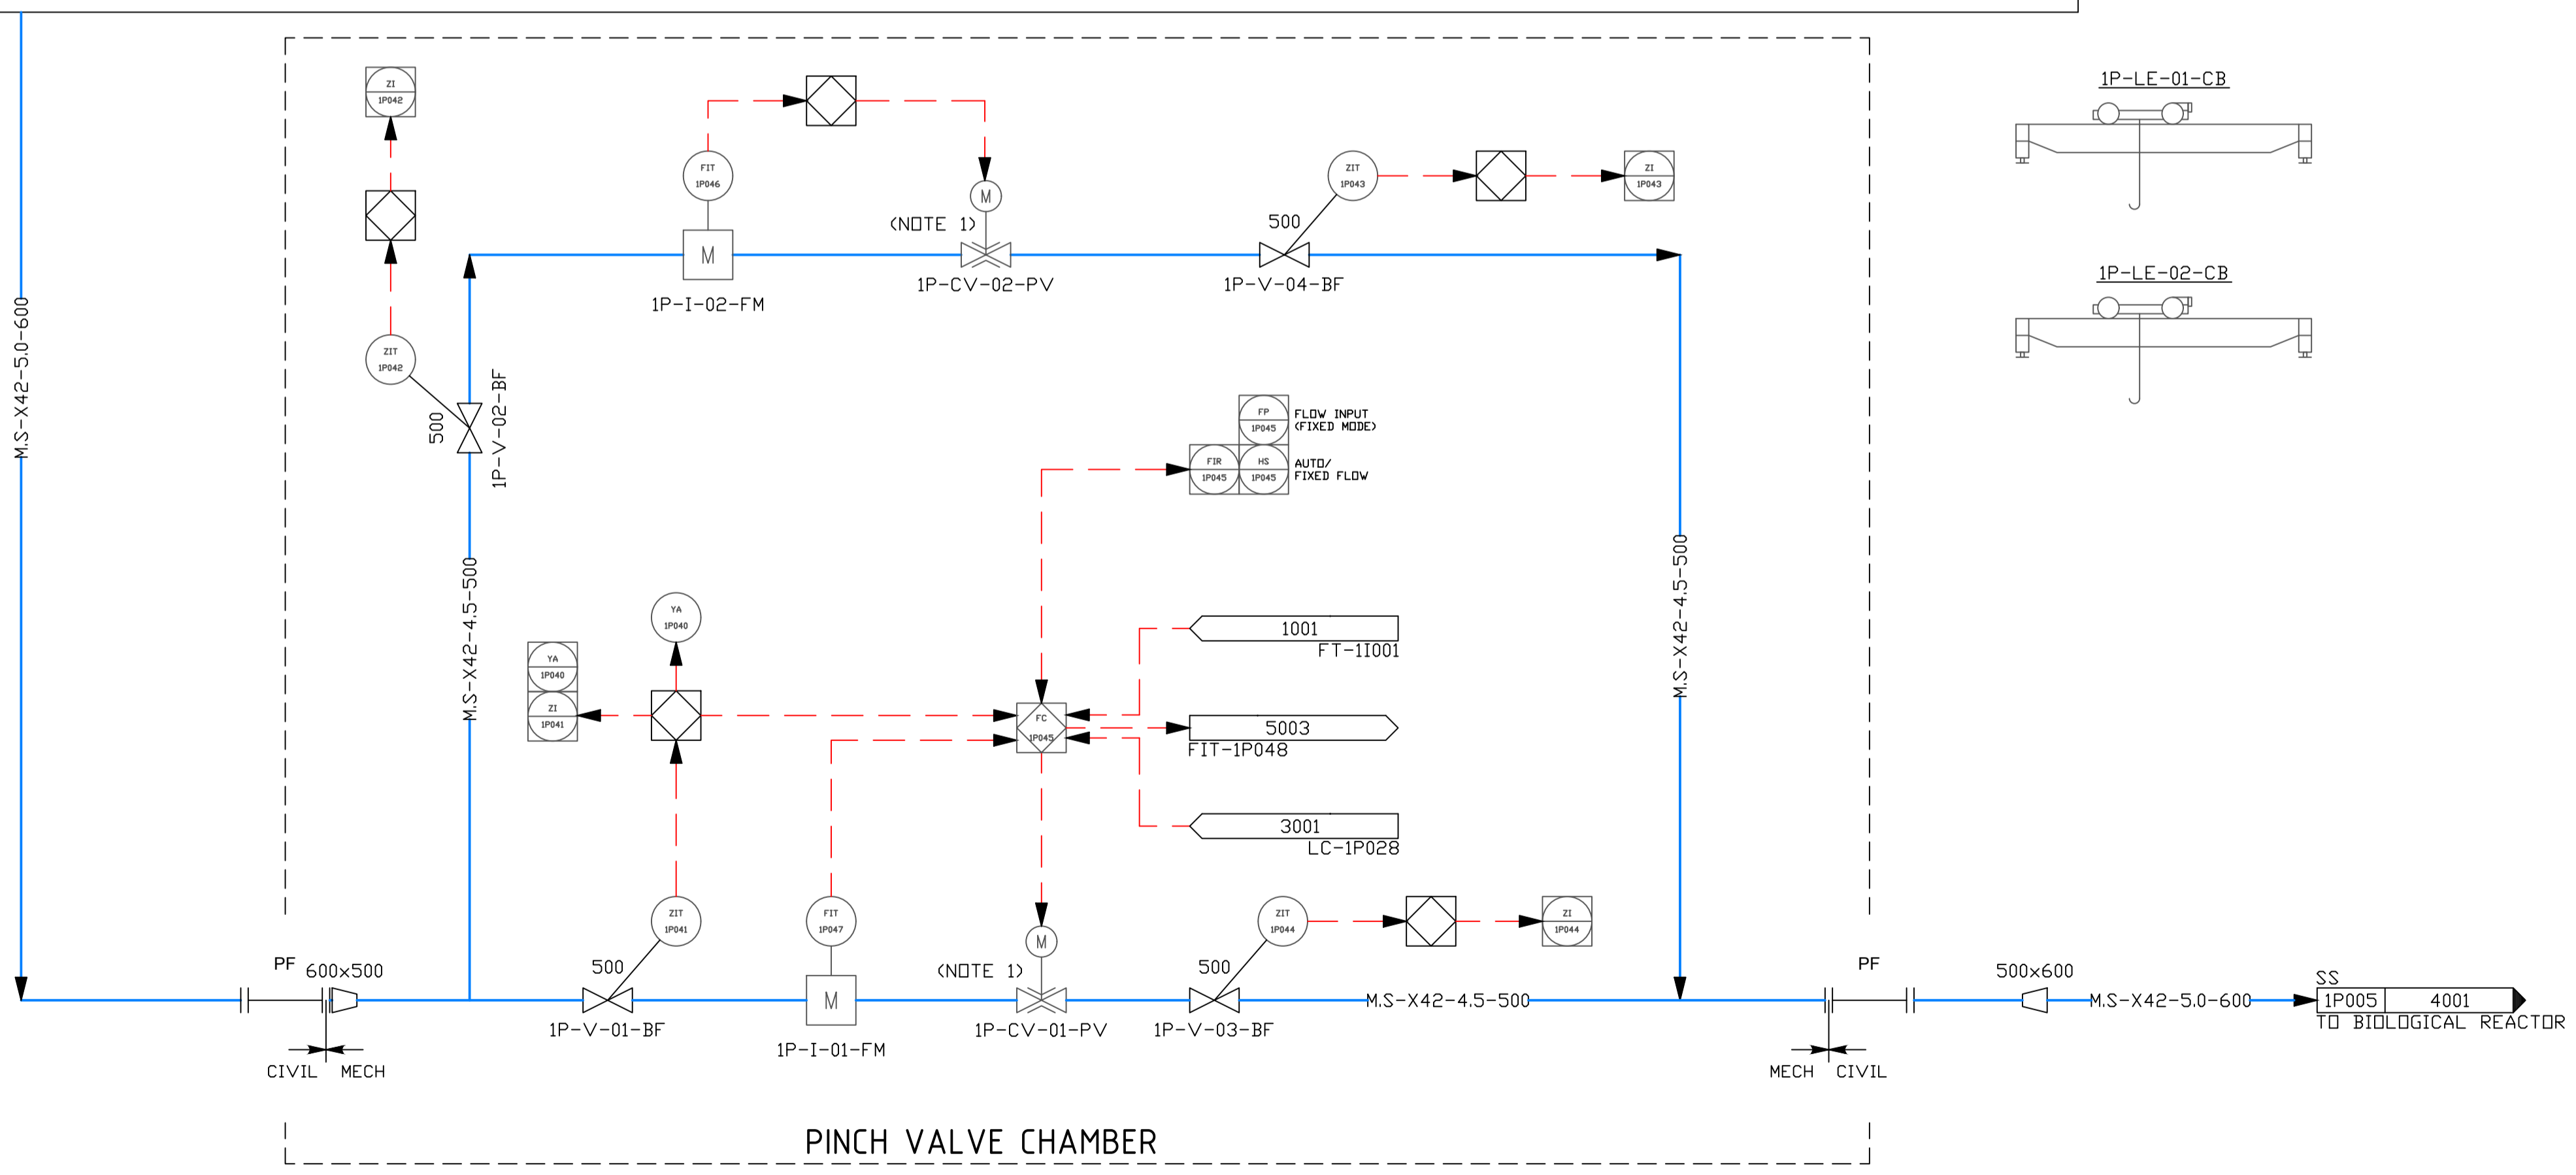 1P-LE-01-CB
ZI
1P042
FIT
1P046
M
(NOTE 1)
ZIT
1P043
ZI
1P043
500
M
1P-I-02-FM
1P-CV-02-PV
1P-V-04-BF
1P-LE-02-CB
M.S-X42-5.0-600
ZIT
1P042
500
1P-V-02-BF
FP
1P045
FLOW INPUT
(FIXED MODE)
FIR
1P045
HS
1P045
AUTO/
FIXED FLOW
M.S-X42-4.5-500
M.S-X42-4.5-500
YA
1P040
1001
FT-1I001
YA
1P040
ZI
1P041
FC
1P045
5003
FIT-1P048
3001
LC-1P028
ZIT
1P041
FIT
1P047
M
ZIT
1P044
ZI
1P044
PF
600x500
500
M
(NOTE 1)
500
M.S-X42-4.5-500
PF
500x600
M.S-X42-5.0-600
SS
1P005
4001
TO BIOLOGICAL REACTOR
1P-V-01-BF
1P-I-01-FM
1P-CV-01-PV
1P-V-03-BF
CIVIL
MECH
MECH
CIVIL
PINCH VALVE CHAMBER